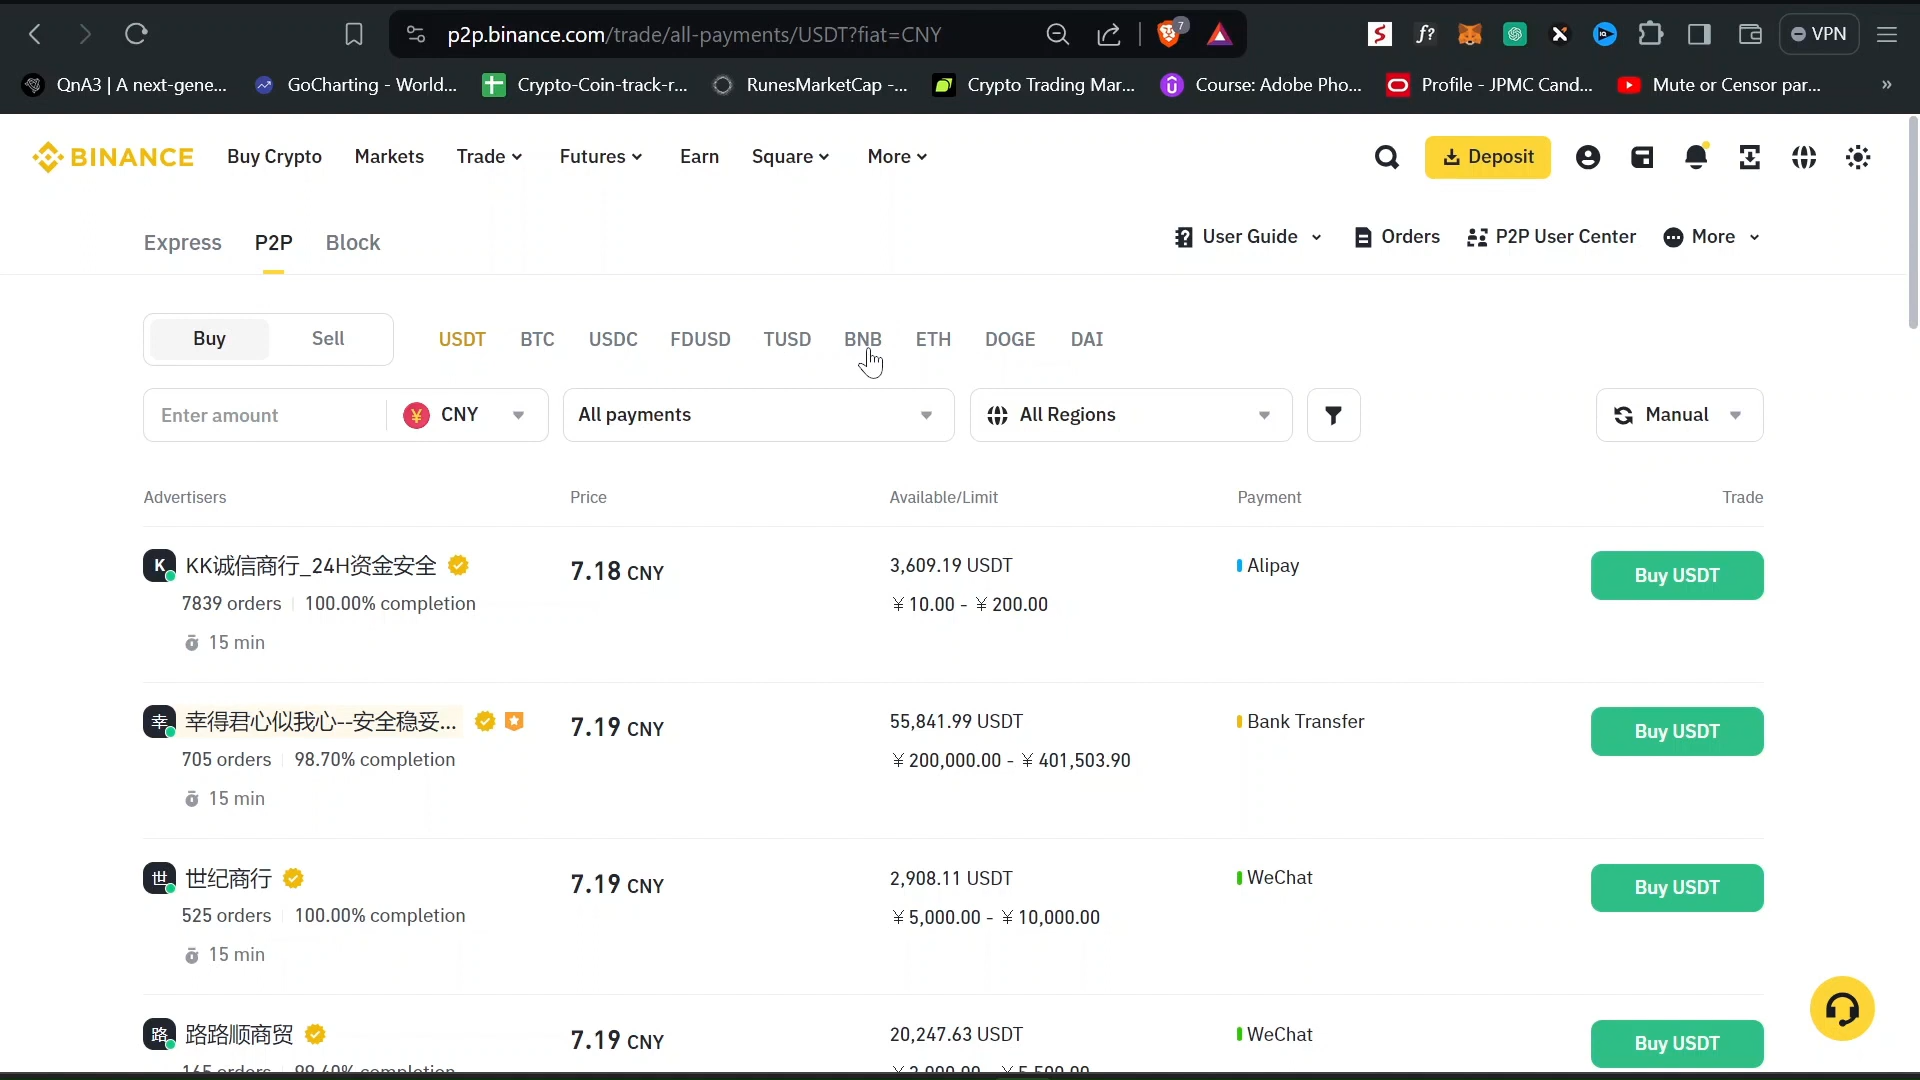 p2p.binance.com/trade/all-payments/USDT?fiat=CNY
7
VPN
QnA3 | A next-gene...
GoCharting - World...
Crypto-Coin-track-r...
RunesMarketCap -...
Crypto Trading Mar...
Course: Adobe Pho...
Profile - JPMC Cand...
Mute or Censor par...
BINANCE
Buy Crypto
Markets
Trade
Futures
Earn
Square
More
Deposit
Express
P2P
Block
User Guide
Orders
P2P User Center
More
Buy
Sell
USDT
BTC
USDC
FDUSD
TUSD
BNB
ETH
DOGE
DAI
Enter amount
¥ CNY
All payments
All Regions
Manual
Advertisers
Price
Available/Limit
Payment
Trade
K
KK诚信商行_24H资金安全
7.18 CNY
3,609.19 USDT
Alipay
Buy USDT
7839 orders
100.00% completion
¥10.00 - ¥200.00
15 min
幸
幸得君心似我心--安全稳妥...
7.19 CNY
55,841.99 USDT
Bank Transfer
Buy USDT
705 orders
98.70% completion
¥200,000.00 - ¥401,503.90
15 min
世
世纪商行
7.19 CNY
2,908.11 USDT
WeChat
Buy USDT
525 orders
100.00% completion
¥5,000.00 - ¥10,000.00
15 min
路
路路顺商贸
7.19 CNY
20,247.63 USDT
WeChat
Buy USDT